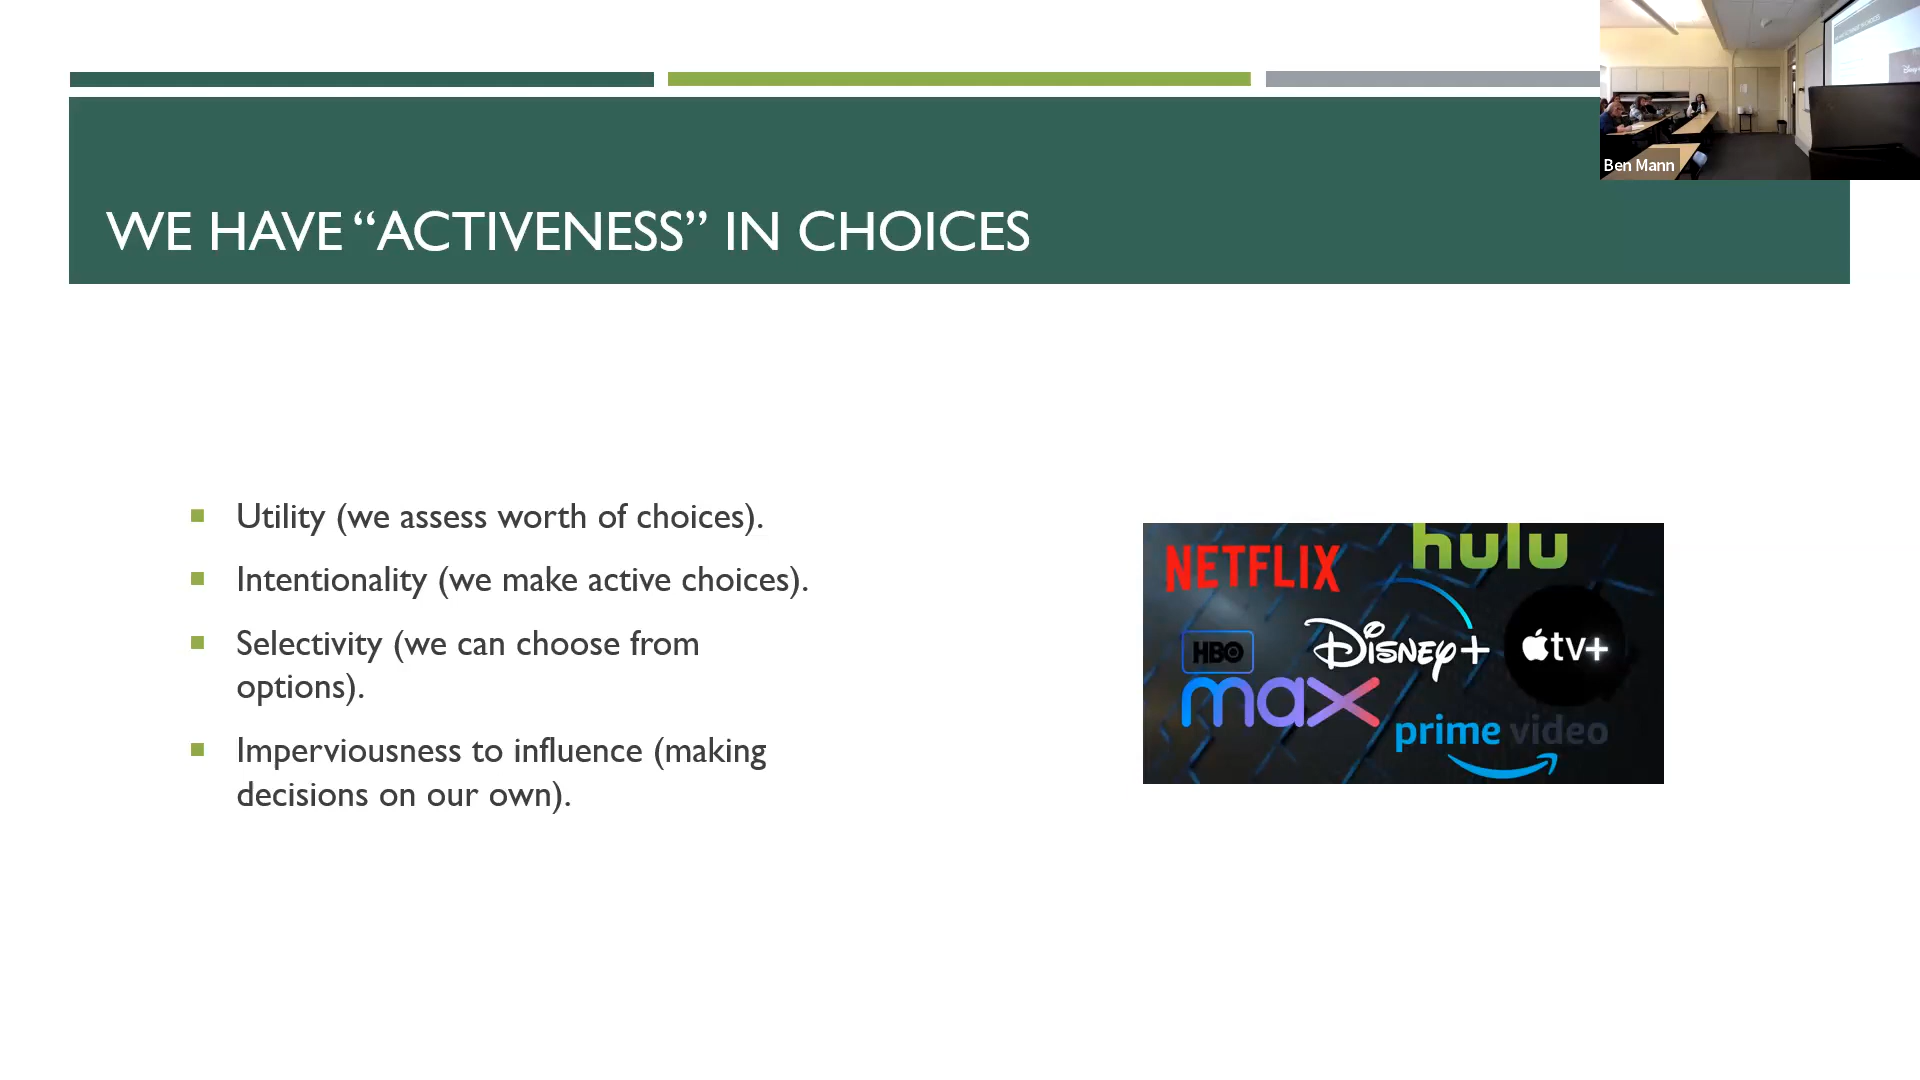 WE HAVE “ACTIVENESS” IN CHOICES
Ben Mann
Utility (we assess worth of choices).
Intentionality (we make active choices).
Selectivity (we can choose from
options).
Imperviousness to influence (making
decisions on our own).
NETFLIX
hulu
HBO
max
Disney+
tv+
prime video